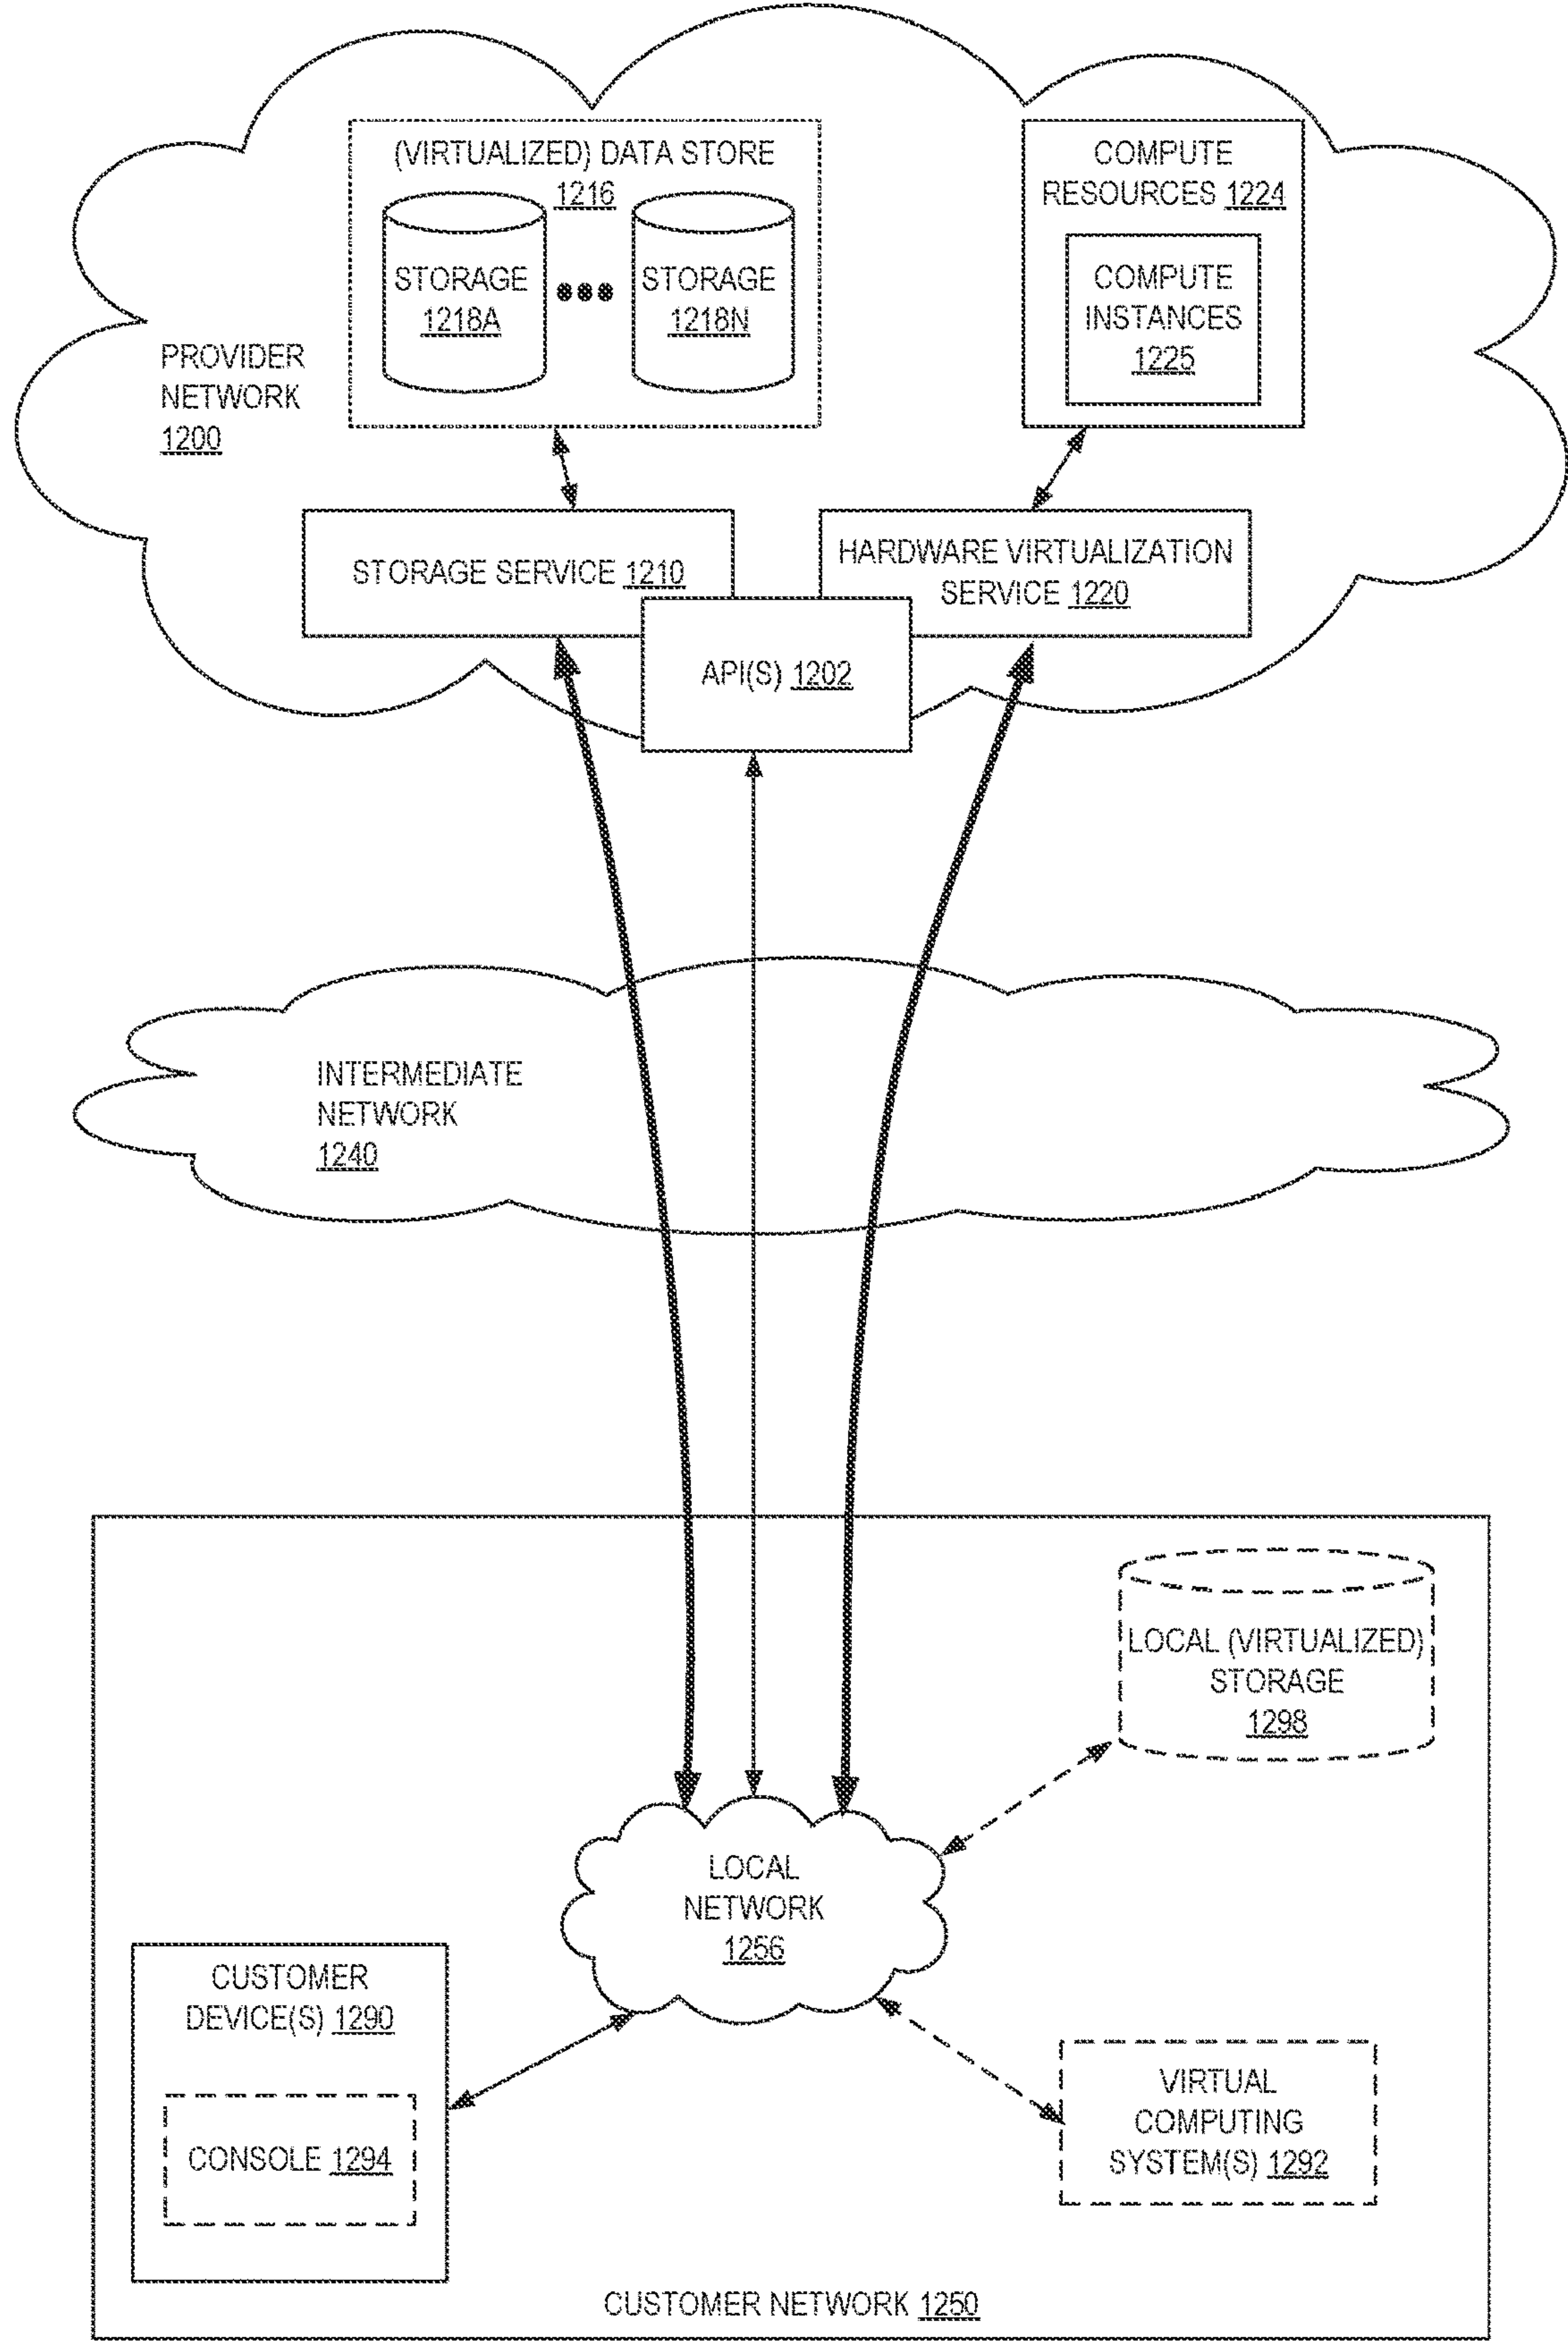 (VIRTUALIZED) DATA STORE
1216
STORAGE
1218A
STORAGE
1218N
COMPUTE
RESOURCES 1224
COMPUTE
INSTANCES
1225
PROVIDER
NETWORK
1200
STORAGE SERVICE 1210
HARDWARE VIRTUALIZATION
SERVICE 1220
API(S) 1202
INTERMEDIATE
NETWORK
1240
LOCAL (VIRTUALIZED)
STORAGE
1298
LOCAL
NETWORK
1256
CUSTOMER
DEVICE(S) 1290
CONSOLE 1294
VIRTUAL
COMPUTING
SYSTEM(S) 1292
CUSTOMER NETWORK 1250